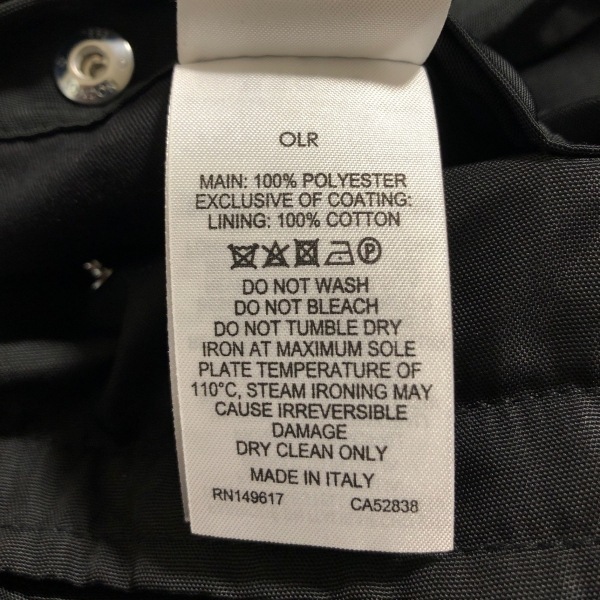 OLR
MAIN: 100% POLYESTER
EXCLUSIVE OF COATING:
LINING: 100% COTTON
DO NOT WASH
DO NOT BLEACH
DO NOT TUMBLE DRY
IRON AT MAXIMUM SOLE
PLATE TEMPERATURE OF
110°C, STEAM IRONING MAY
CAUSE IRREVERSIBLE
DAMAGE
DRY CLEAN ONLY
MADE IN ITALY
RN149617 CA52838